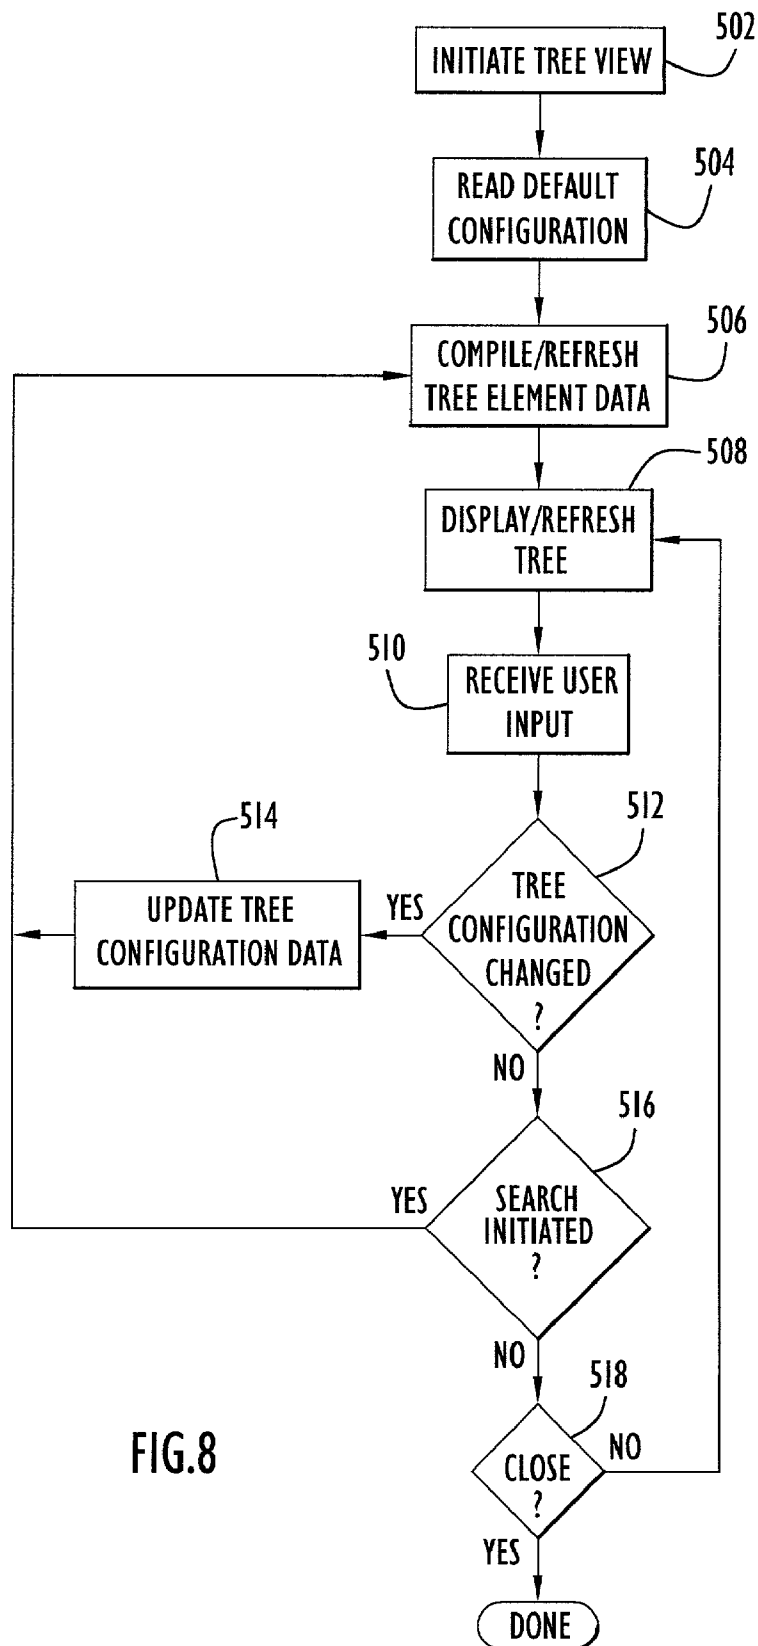 502
INITIATE TREE VIEW
504
READ DEFAULT
CONFIGURATION
506
COMPILE/REFRESH
TREE ELEMENT DATA
508
DISPLAY/REFRESH
TREE
510
RECEIVE USER
INPUT
512
514
TREE
CONFIGURATION
CHANGED
?
YES
UPDATE TREE
CONFIGURATION DATA
NO
516
YES
SEARCH
INITIATED
?
NO
518
CLOSE
?
NO
FIG.8
YES
DONE